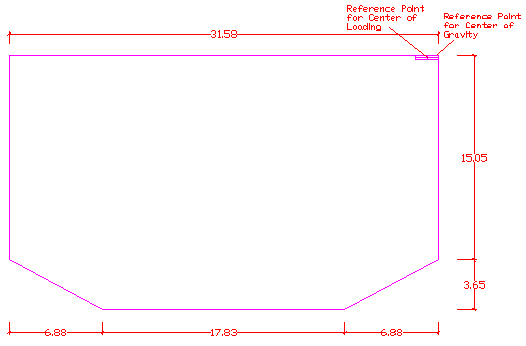 Reference Point
for Center of
Loading
Reference Point
for Center of
Gravity
31.58
15.05
3.65
6.88
17.83
6.88